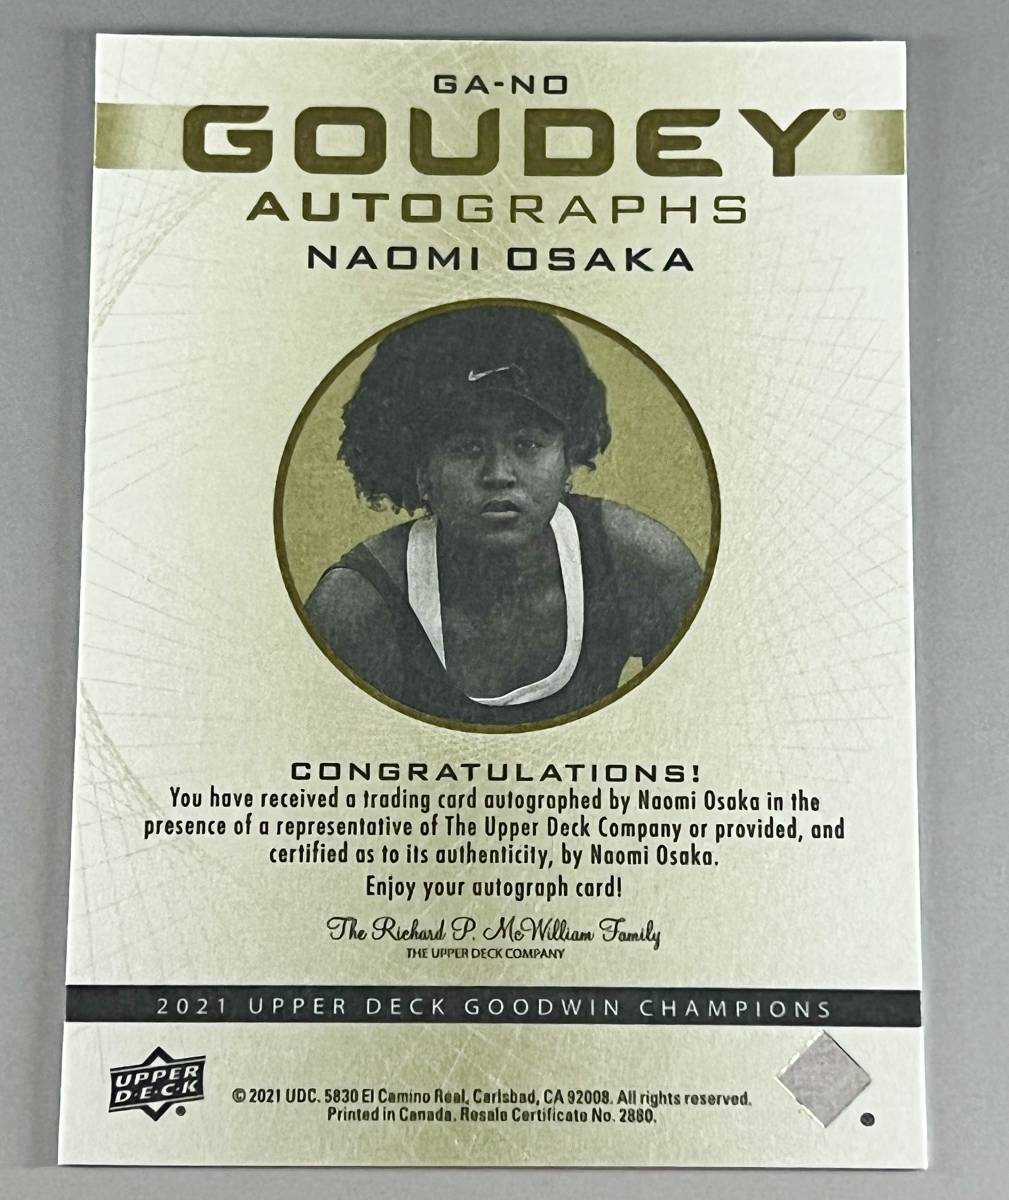 GA-NO
GOUDEY®
AUTOGRAPHS
NAOMI OSAKA
CONGRATULATIONS!
You have received a trading card autographed by Naomi Osaka in the
presence of a representative of The Upper Deck Company or provided, and
certified as to its authenticity, by Naomi Osaka.
Enjoy your autograph card!
The Richard P. McWilliam Family
THE UPPER DECK COMPANY
2021 UPPER DECK GOODWIN CHAMPIONS
UPPER
D·E·C·K®
© 2021 UDC. 5830 El Camino Real, Carlsbad, CA 92008. All rights reserved.
Printed in Canada. Resale Certificate No. 2880.